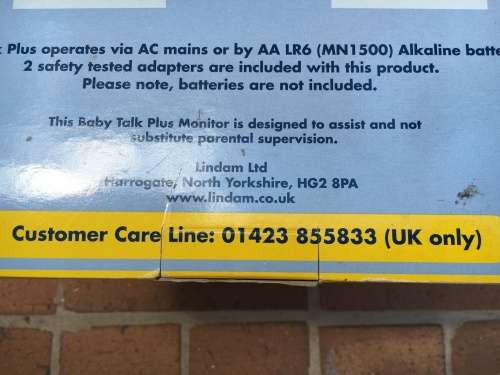 Plus operates via AC mains or by AA LR6 (MN1500) Alkaline
2 safety tested adapters are included with this product.
Please note, batteries are not included.
This Baby Talk Plus Monitor is designed to assist and not
substitute parental supervision.
Lindam Ltd
Harrogate, North Yorkshire, HG2 8PA
www.lindam.co.uk
Customer Care Line: 01423 855833 (UK only)